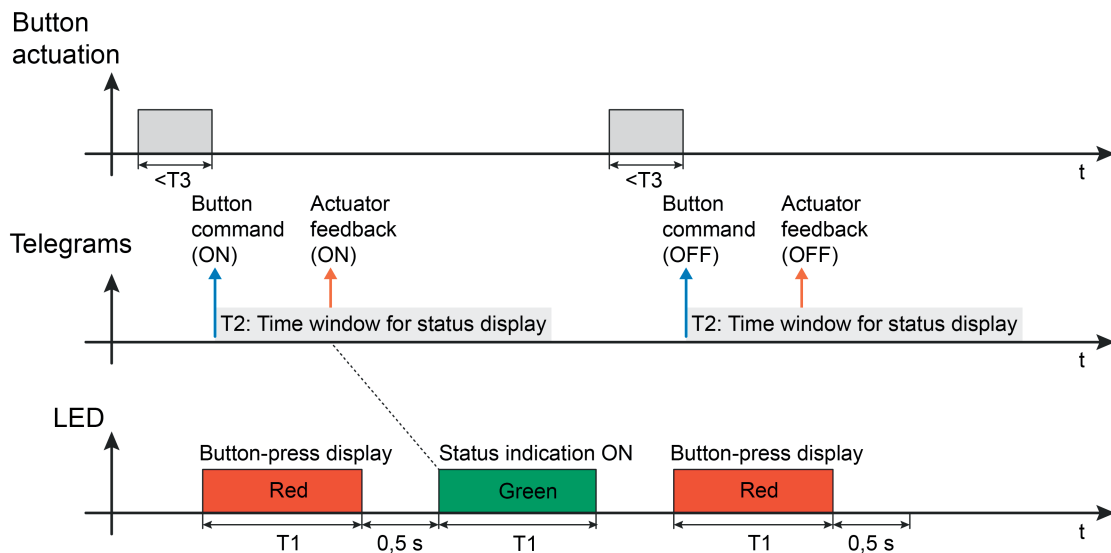 Button
actuation
<T3
<T3
t
Button
command
(ON)
Actuator
feedback
(ON)
Button
command
(OFF)
Actuator
feedback
(OFF)
Telegrams
T2: Time window for status display
T2: Time window for status display
t
LED
Button-press display
Status indication ON
Button-press display
Red
Green
Red
T1
0,5 s
T1
T1
0,5 s
t